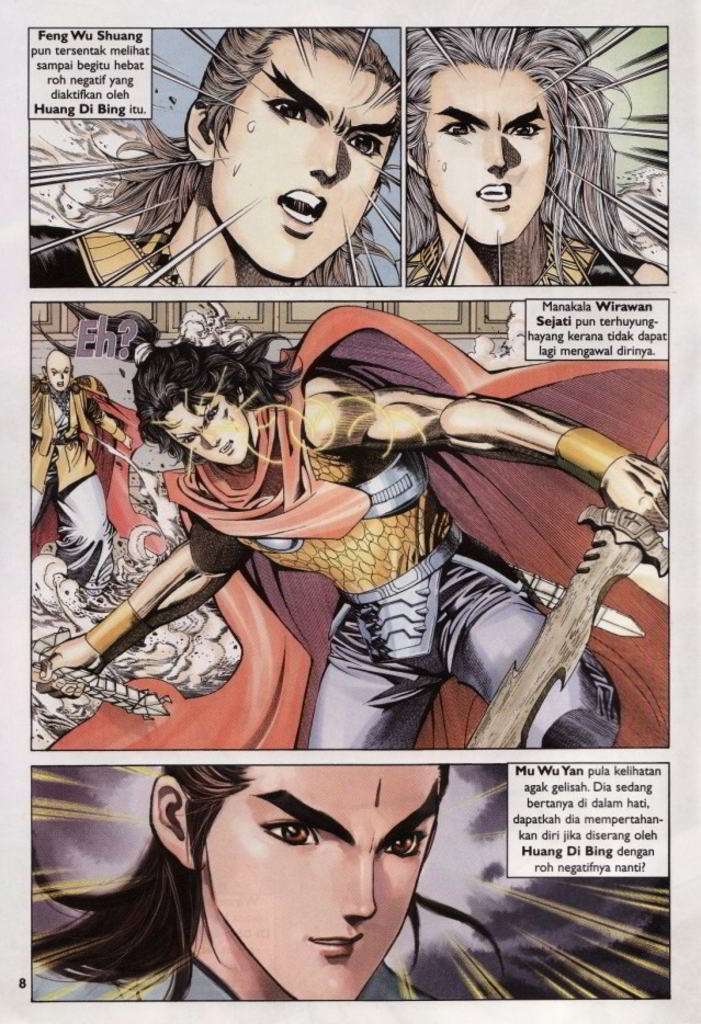 Feng Wu Shuang
pun tersentak melihat
sampai begitu hebat
roh negatif yang
diaktifkan oleh
Huang Di Bing itu.
Eh?
Manakala Wirawan
Sejati pun terhuyung-
hayang kerana tidak dapat
lagi mengawal dirinya.
Mu Wu Yan pula kelihatan
agak gelisah. Dia sedang
bertanya di dalam hati,
dapatkah dia mempertahan-
kan diri jika diserang oleh
Huang Di Bing dengan
roh negatifnya nanti?
8